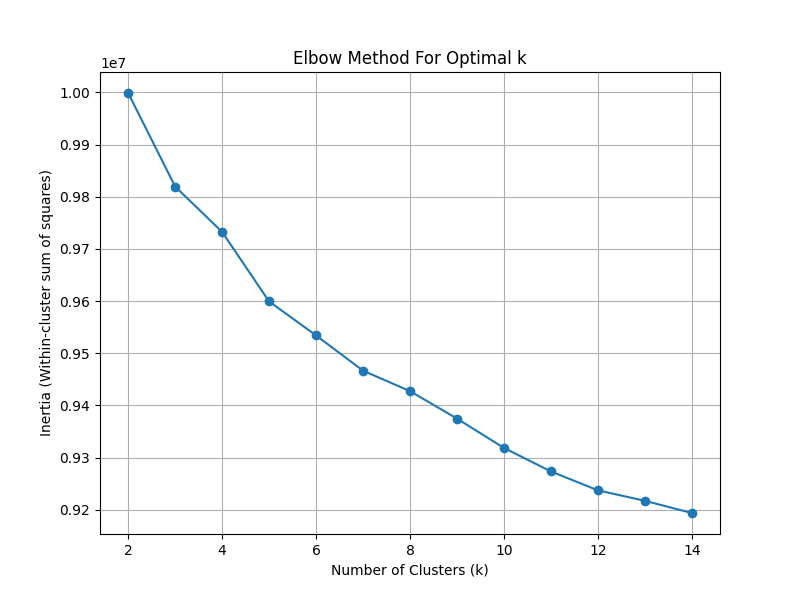 Elbow Method For Optimal k
1e7
1.00
0.99
0.98
0.97
0.96
0.95
0.94
0.93
0.92
Inertia (Within-cluster sum of squares)
2 4 6 8 10 12 14
Number of Clusters (k)